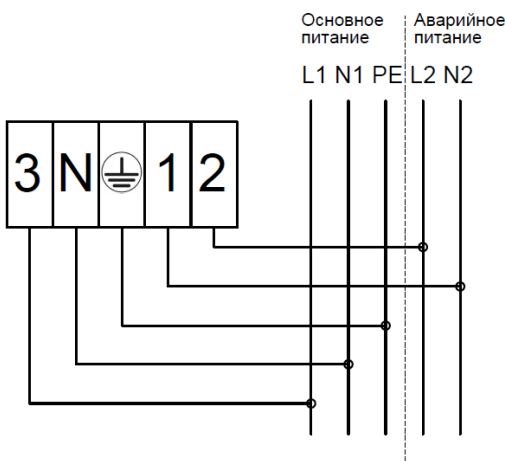 Основное Аварийное
питание питание
L1 N1 PE L2 N2
3 N 1 2